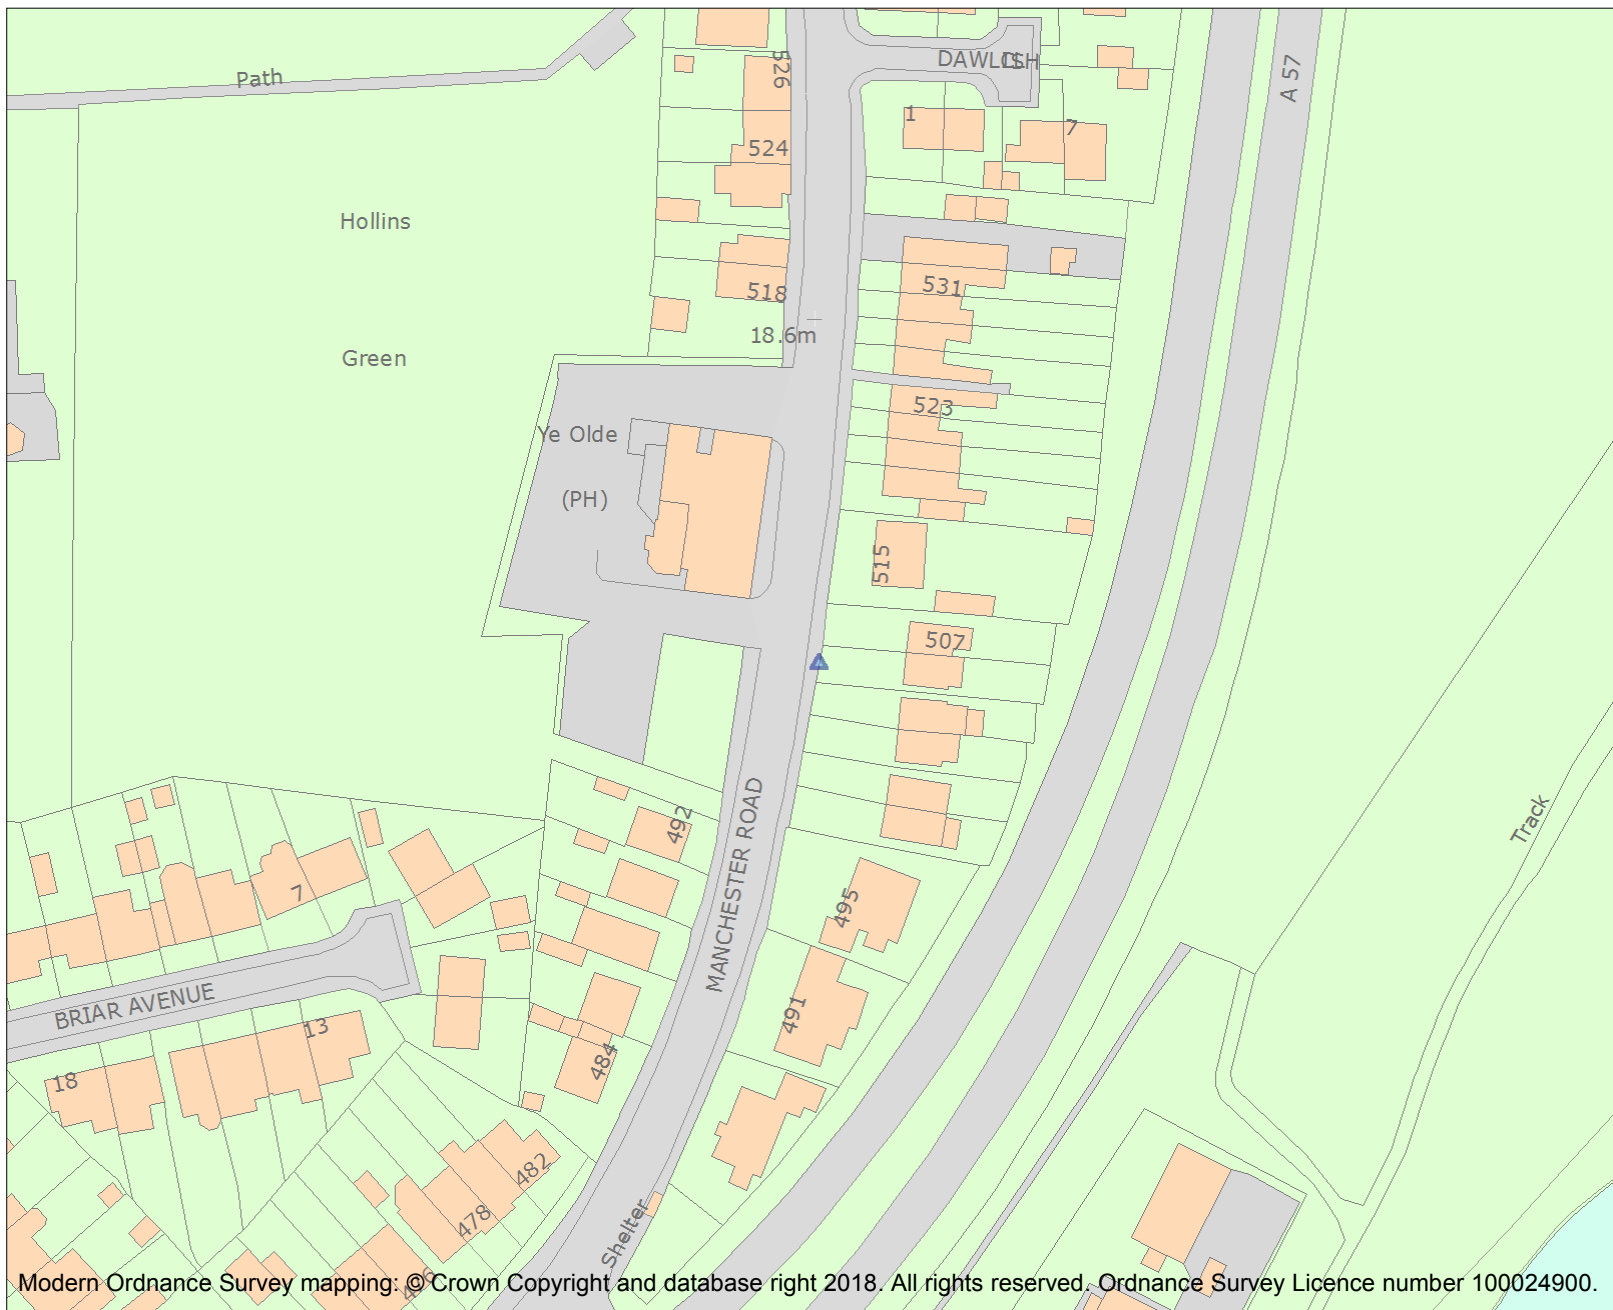 526
DAWLISH
A 57
Path
1
7
524
Hollins
531
518
18.6m
Green
523
Ye Olde
(PH)
515
507
Track
492
MANCHESTER ROAD
7
495
BRIAR AVENUE
491
13
484
18
482
478
Shelter
Modern Ordnance Survey mapping: © Crown Copyright and database right 2018. All rights reserved. Ordnance Survey Licence number 100024900.